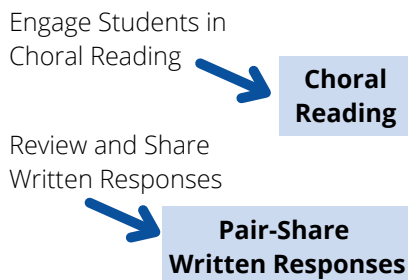 Engage Students in
Choral Reading
Choral
Reading
Review and Share
Written Responses
Pair-Share
Written Responses